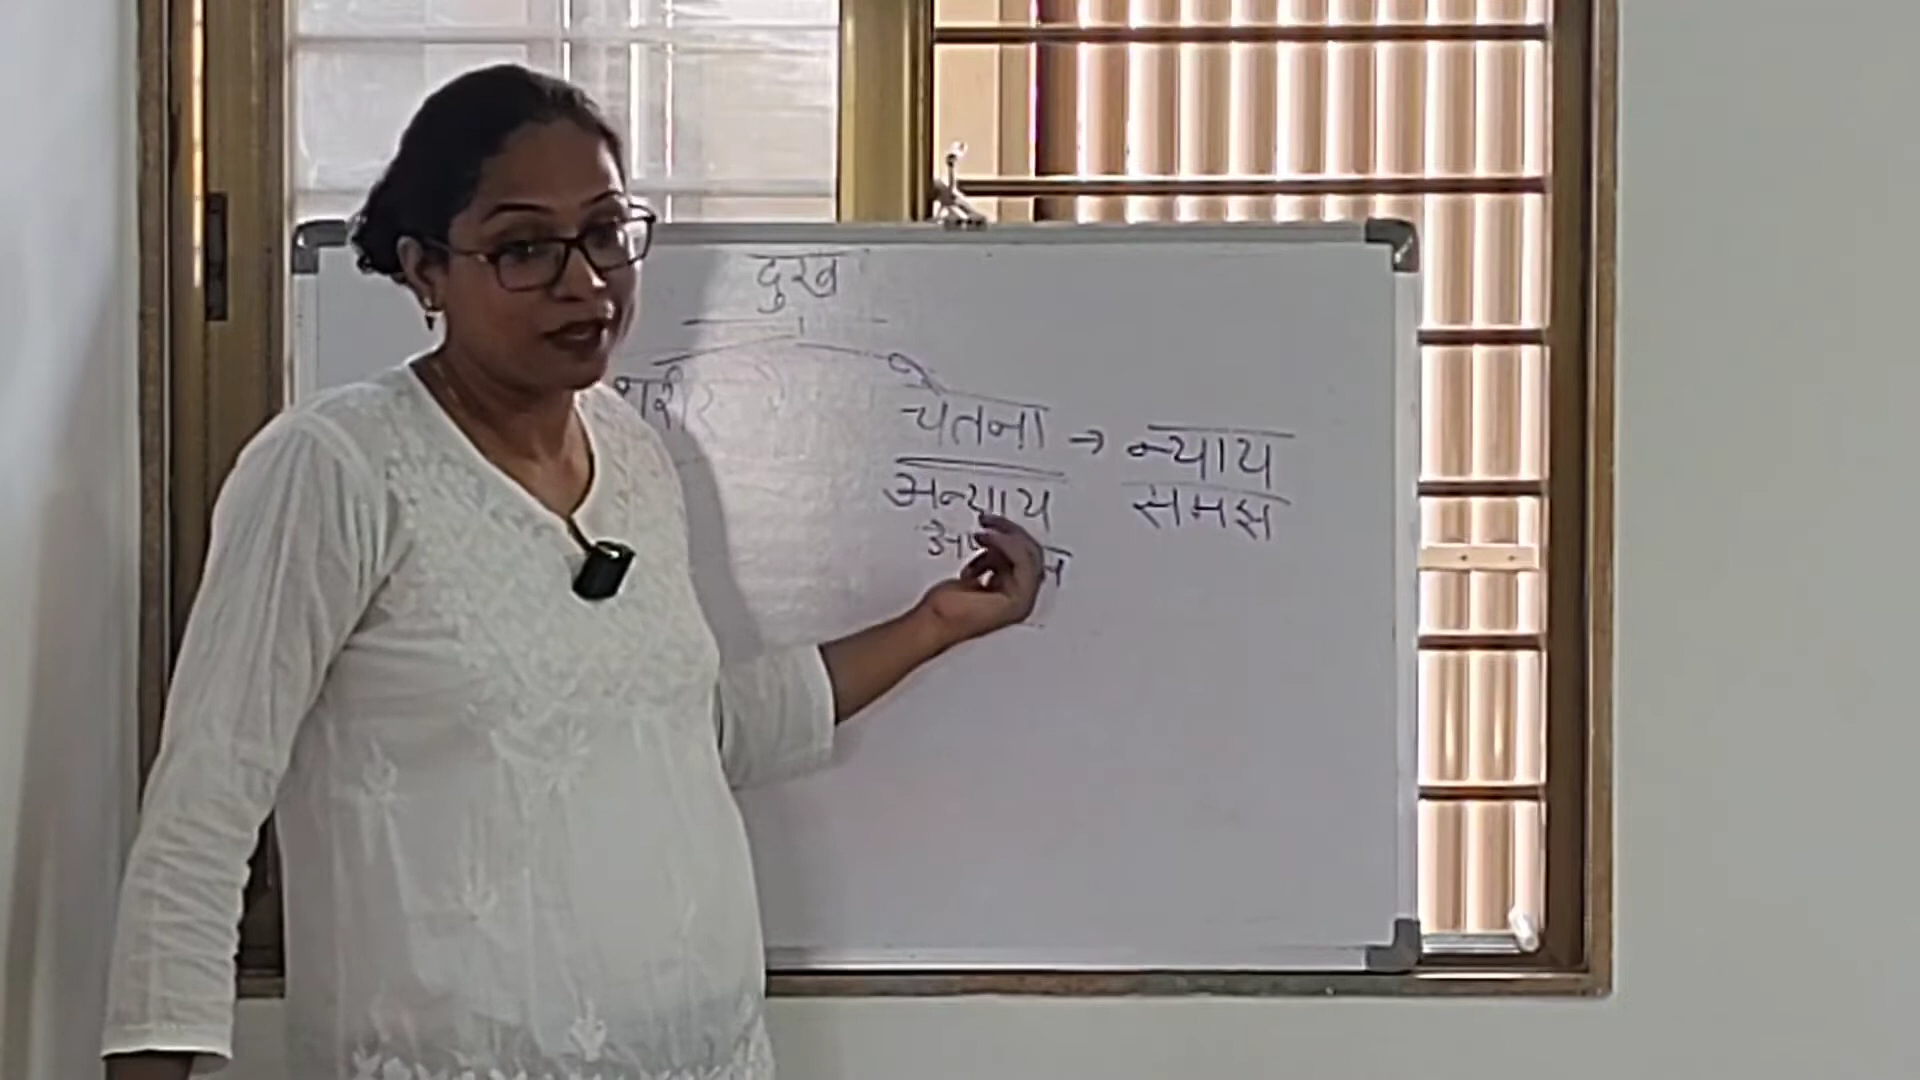 दुख
शरीर चेतना → न्याय
अन्याय समझ